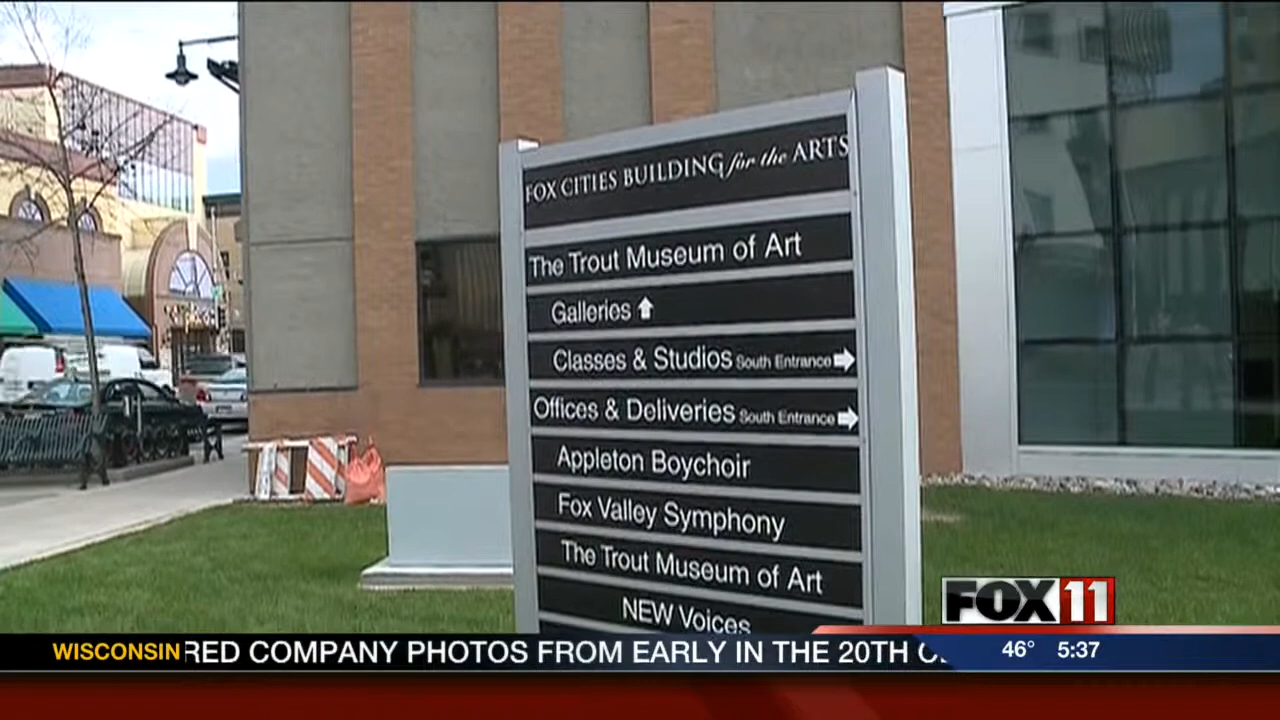 FOX CITIES BUILDING for the ARTS
The Trout Museum of Art
Galleries
Classes & Studios South Entrance
Offices & Deliveries South Entrance
Appleton Boychoir
Fox Valley Symphony
The Trout Museum of Art
NEW Voices
FOX 11
WISCONSIN RED COMPANY PHOTOS FROM EARLY IN THE 20TH
46° 5:37